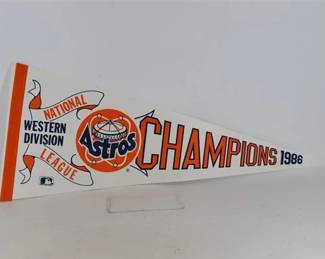 NATIONAL
WESTERN
DIVISION
LEAGUE
Astros
CHAMPIONS 1986